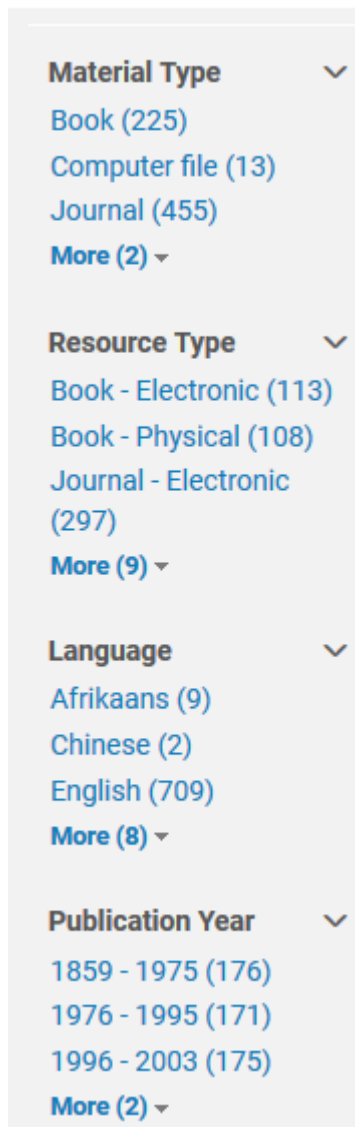 Material Type
Book (225)
Computer file (13)
Journal (455)
More (2)
Resource Type
Book - Electronic (113)
Book - Physical (108)
Journal - Electronic
(297)
More (9)
Language
Afrikaans (9)
Chinese (2)
English (709)
More (8)
Publication Year
1859 - 1975 (176)
1976 - 1995 (171)
1996 - 2003 (175)
More (2)